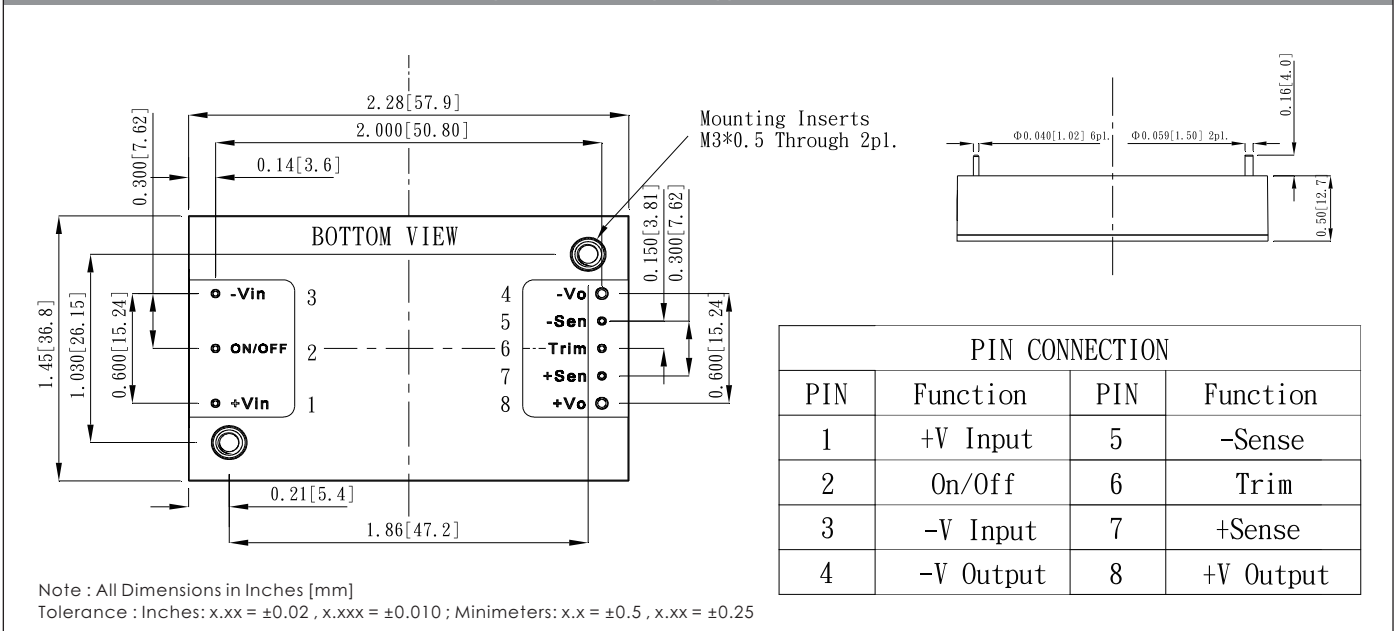 2.28[57.9]
2.000[50.80]
0.14[3.6]
0.300[7.62]
Mounting Inserts
M3*0.5 Through 2pl.
BOTTOM VIEW
0.150[3.81]
0.300[7.62]
1.45[36.8]
1.030[26.15]
0.600[15.24]
-Vin 3
ON/OFF 2
+Vin 1
4 -Vo
5 -Sen
6 Trim
7 +Sen
8 +Vo
0.600[15.24]
0.21[5.4]
1.86[47.2]
Φ0.040[1.02] 6pl.
Φ0.059[1.50] 2pl.
0.16[4.0]
0.50[12.7]
PIN CONNECTION
PIN Function PIN Function
1 +V Input 5 -Sense
2 On/Off 6 Trim
3 -V Input 7 +Sense
4 -V Output 8 +V Output
Note : All Dimensions in Inches [mm]
Tolerance : Inches: x.xx = ±0.02 , x.xxx = ±0.010 ; Minimeters: x.x = ±0.5 , x.xx = ±0.25